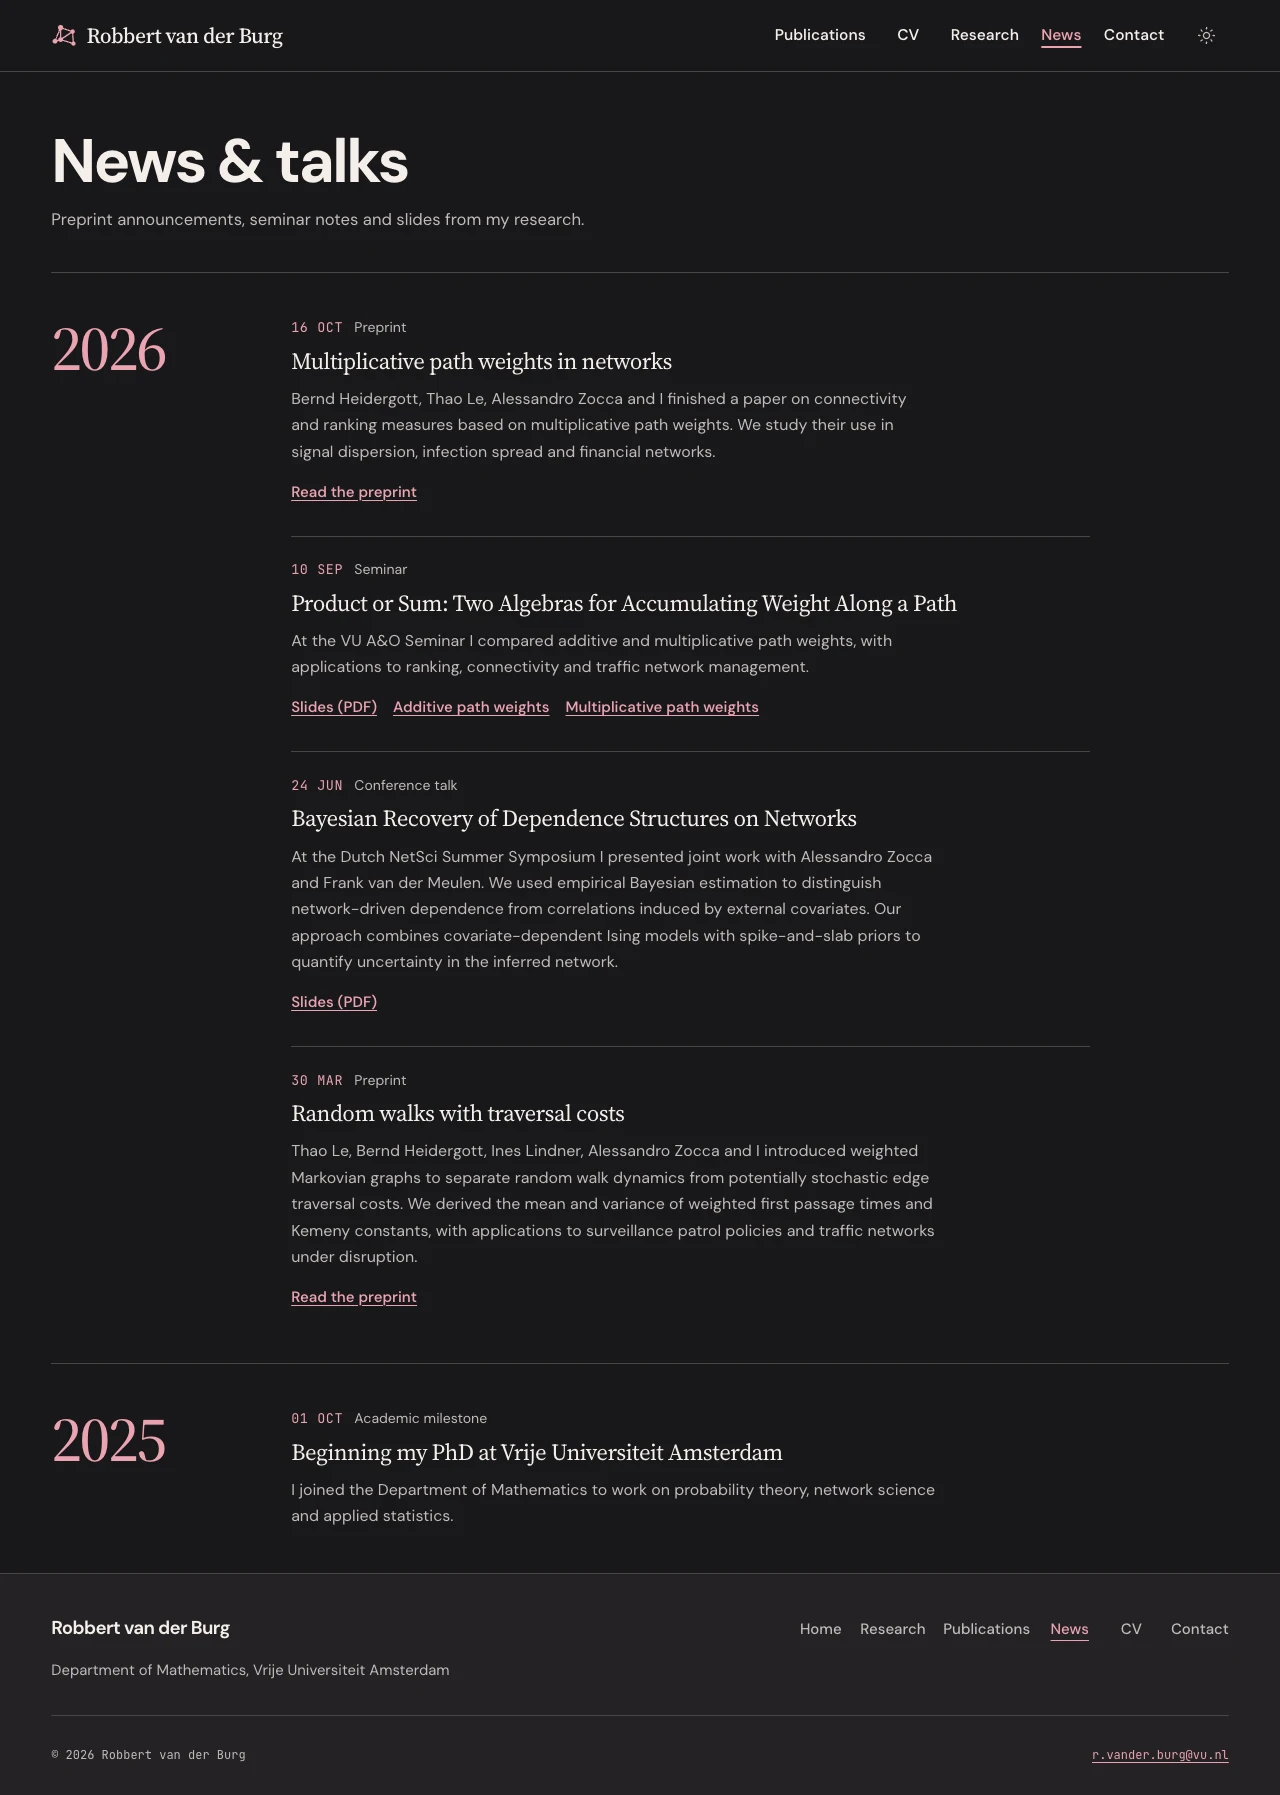 Robbert van der Burg
Publications CV Research News Contact
News & talks
Preprint announcements, seminar notes and slides from my research.
2026
16 OCT Preprint
Multiplicative path weights in networks
Bernd Heidergott, Thao Le, Alessandro Zocca and I finished a paper on connectivity
and ranking measures based on multiplicative path weights. We study their use in
signal dispersion, infection spread and financial networks.
Read the preprint
10 SEP Seminar
Product or Sum: Two Algebras for Accumulating Weight Along a Path
At the VU A&O Seminar I compared additive and multiplicative path weights, with
applications to ranking, connectivity and traffic network management.
Slides (PDF) Additive path weights Multiplicative path weights
24 JUN Conference talk
Bayesian Recovery of Dependence Structures on Networks
At the Dutch NetSci Summer Symposium I presented joint work with Alessandro Zocca
and Frank van der Meulen. We used empirical Bayesian estimation to distinguish
network-driven dependence from correlations induced by external covariates. Our
approach combines covariate-dependent Ising models with spike-and-slab priors to
quantify uncertainty in the inferred network.
Slides (PDF)
30 MAR Preprint
Random walks with traversal costs
Thao Le, Bernd Heidergott, Ines Lindner, Alessandro Zocca and I introduced weighted
Markovian graphs to separate random walk dynamics from potentially stochastic edge
traversal costs. We derived the mean and variance of weighted first passage times and
Kemeny constants, with applications to surveillance patrol policies and traffic networks
under disruption.
Read the preprint
2025
01 OCT Academic milestone
Beginning my PhD at Vrije Universiteit Amsterdam
I joined the Department of Mathematics to work on probability theory, network science
and applied statistics.
Robbert van der Burg
Home Research Publications News CV Contact
Department of Mathematics, Vrije Universiteit Amsterdam
© 2026 Robbert van der Burg
r.vander.burg@vu.nl